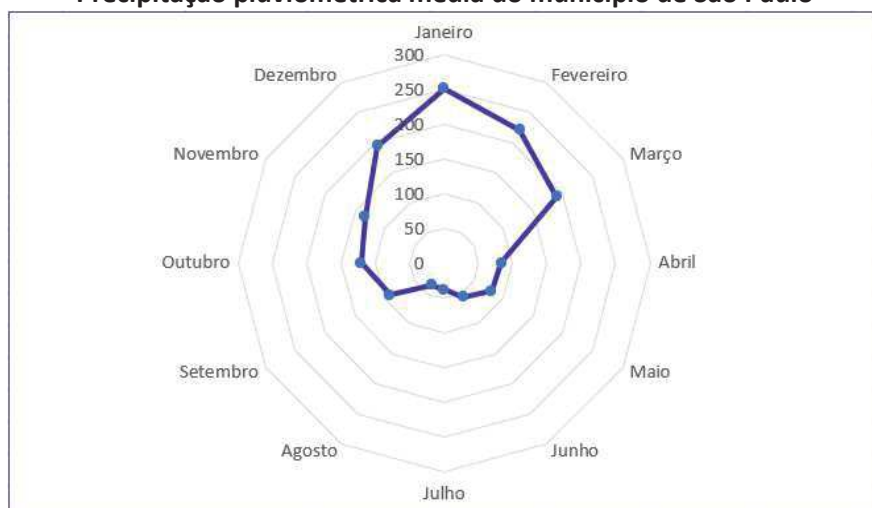 Precipitação pluviométrica média do município de São Paulo
Janeiro
300
Dezembro
Fevereiro
250
200
Novembro
Março
150
100
50
Outubro
0
Abril
Setembro
Maio
Agosto
Junho
Julho